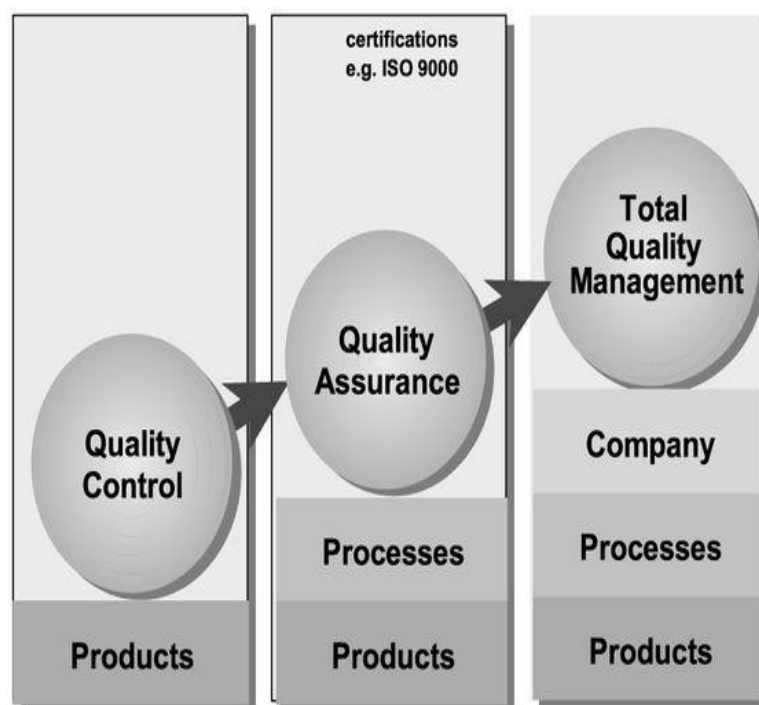 Quality
Control
Products
certifications
e.g. ISO 9000
Quality
Assurance
Processes
Products
Total
Quality
Management
Company
Processes
Products